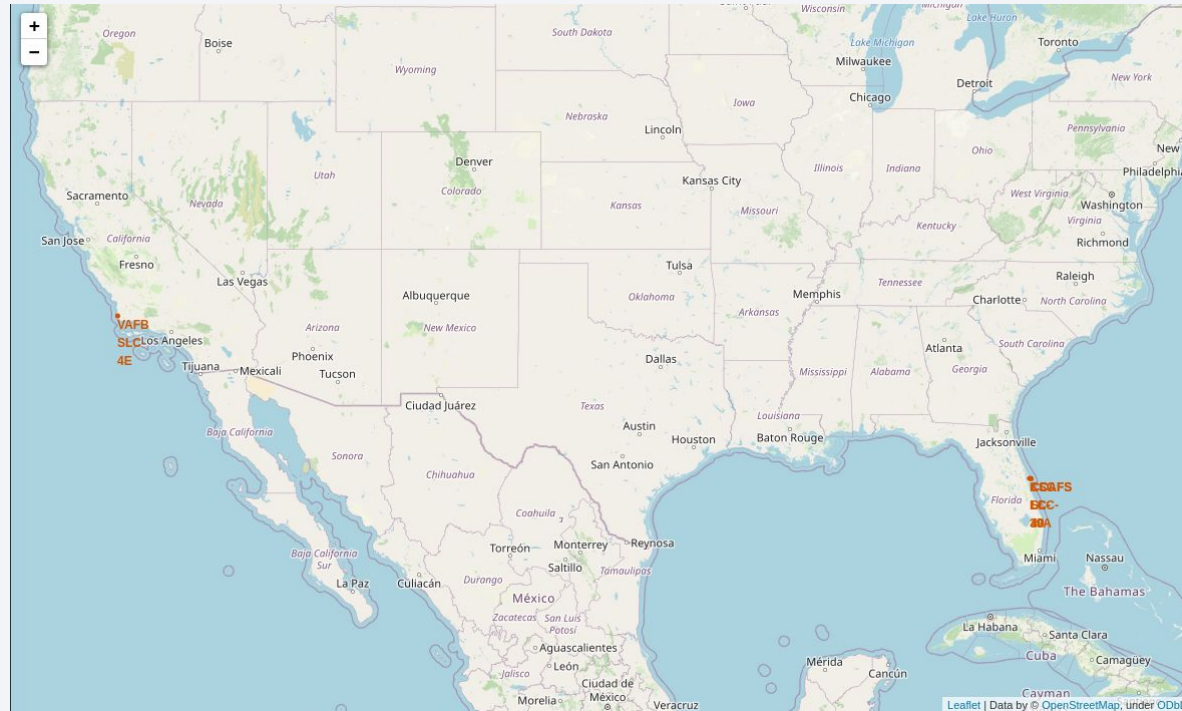 +
−
Oregon
Boise
Wyoming
South Dakota
Wisconsin
Michigan
Lake Huron
Lake Michigan
Toronto
Milwaukee
Detroit
New York
Chicago
Iowa
Nebraska
Lincoln
Pennsylvania
New
Ohio
Philadelphia
Denver
Utah
Colorado
Illinois
Indiana
Kansas City
Sacramento
Nevada
Kansas
Missouri
West Virginia
Washington
Virginia
San Jose
California
Kentucky
Richmond
Fresno
Las Vegas
Tulsa
Raleigh
Albuquerque
Oklahoma
Memphis
Tennessee
Charlotte
North Carolina
Arkansas
VAFB
SLC-
4E
Los Angeles
Arizona
New Mexico
South Carolina
Atlanta
Phoenix
Dallas
Tijuana
Mexicali
Tucson
Mississippi
Alabama
Georgia
Ciudad Juárez
Texas
Louisiana
Austin
Houston
Baton Rouge
Baja California
Jacksonville
Sonora
San Antonio
Chihuahua
Florida
Coahuila
Torreón
Monterrey
Reynosa
Miami
Nassau
Baja California
Sur
Saltillo
La Paz
Culiacán
Durango
Tamaulipas
The Bahamas
México
Zacatecas
San Luis
Potosí
La Habana
Santa Clara
Aguascalientes
Cuba
Camagüey
León
Mérida
Cancún
Jalisco
Ciudad de
México
Morelia
Veracruz
Cayman
Leaflet | Data by © OpenStreetMap, under ODbL